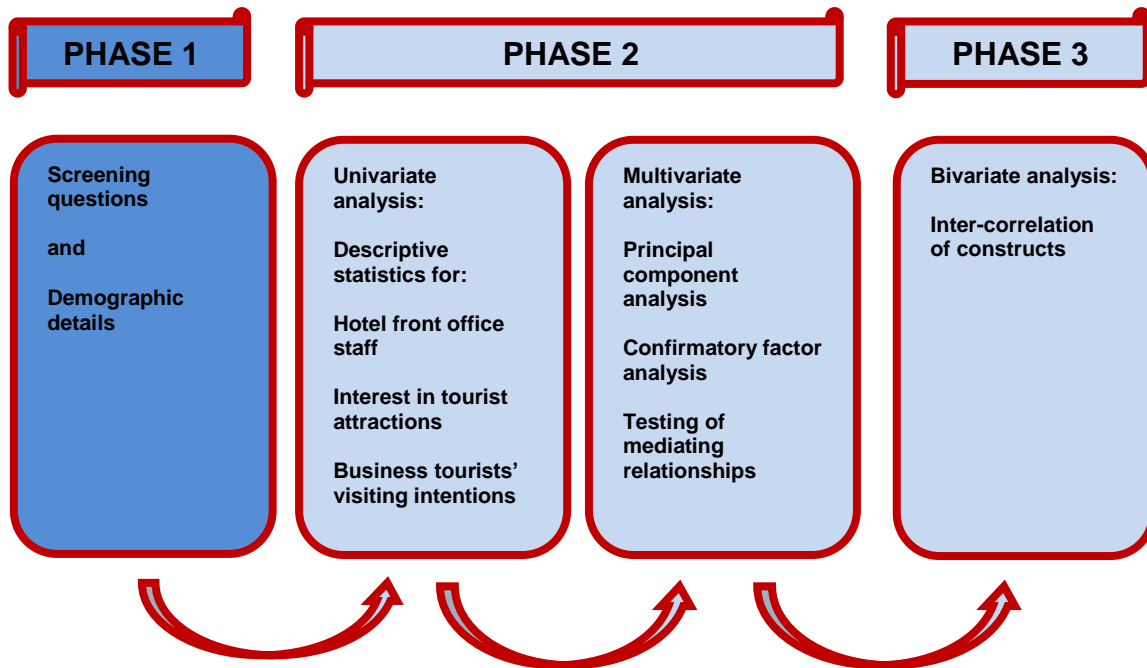 PHASE 1
PHASE 2
PHASE 3
Screening
questions
and
Demographic
details
Univariate
analysis:
Descriptive
statistics for:
Hotel front office
staff
Interest in tourist
attractions
Business tourists’
visiting intentions
Multivariate
analysis:
Principal
component
analysis
Confirmatory factor
analysis
Testing of
mediating
relationships
Bivariate analysis:
Inter-correlation
of constructs